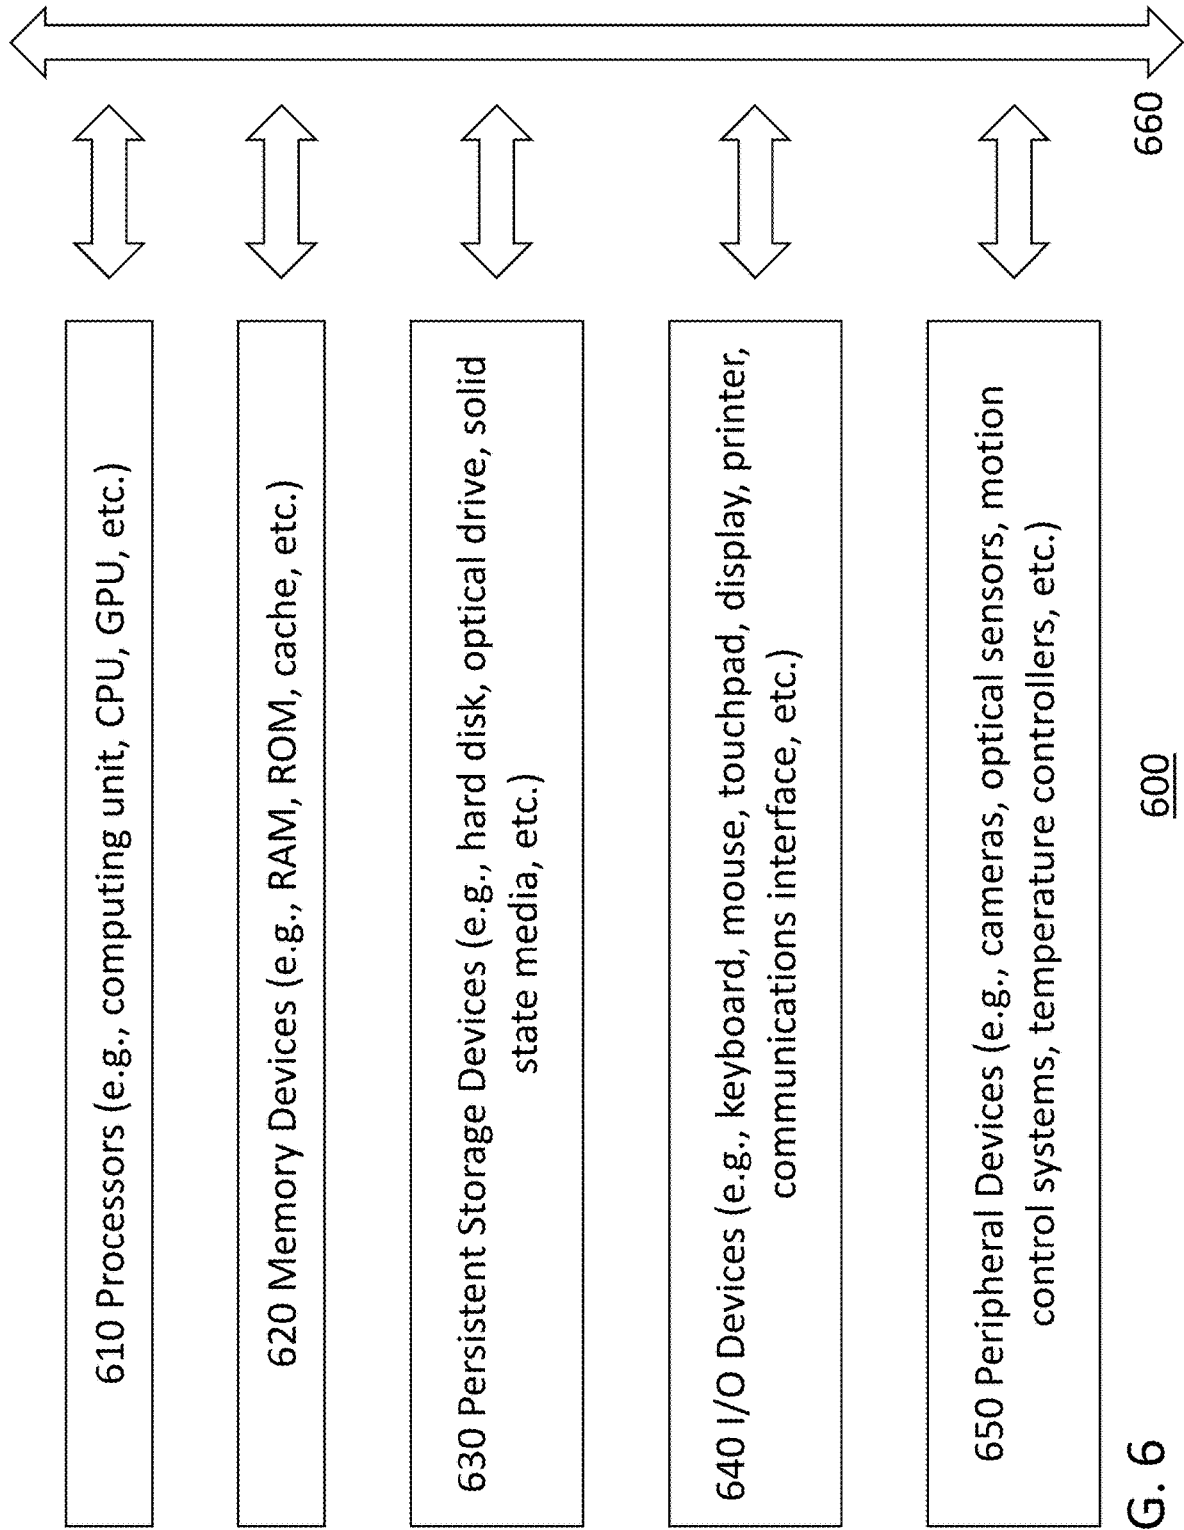 610 Processors (e.g., computing unit, CPU, GPU, etc.)
620 Memory Devices (e.g., RAM, ROM, cache, etc.)
630 Persistent Storage Devices (e.g., hard disk, optical drive, solid
state media, etc.)
640 I/O Devices (e.g., keyboard, mouse, touchpad, display, printer,
communications interface, etc.)
650 Peripheral Devices (e.g., cameras, optical sensors, motion
control systems, temperature controllers, etc.)
660
600
G. 6